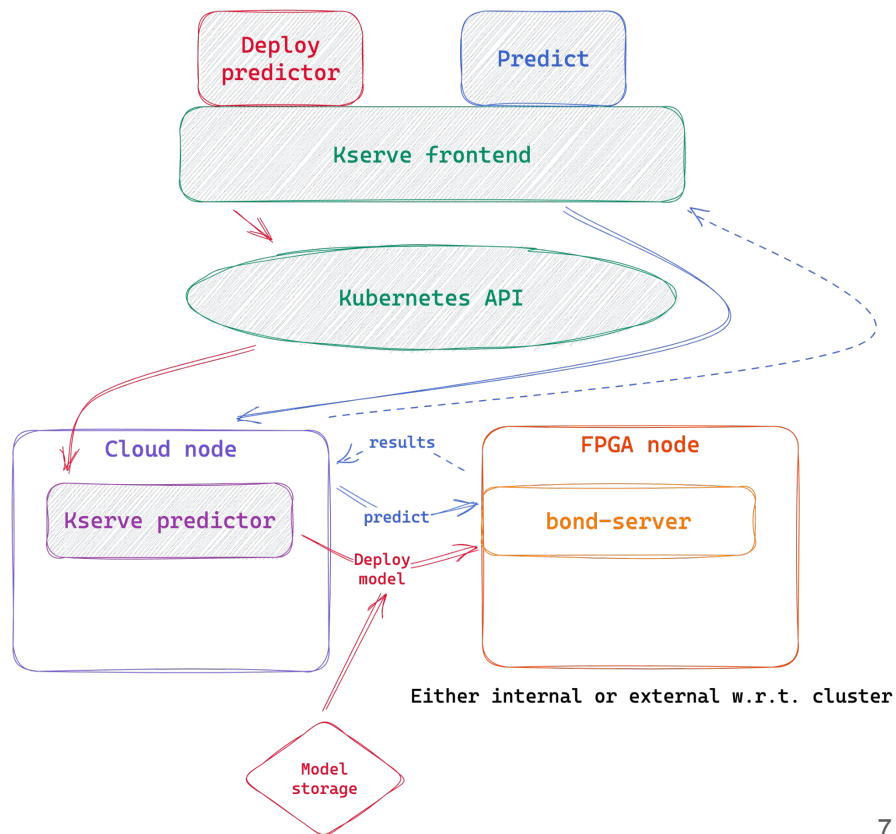 Deploy
predictor
Predict
Kserve frontend
Kubernetes API
Cloud node
results
FPGA node
Kserve predictor
predict
bond-server
Deploy
model
Either internal or external w.r.t. cluster
Model
storage
7